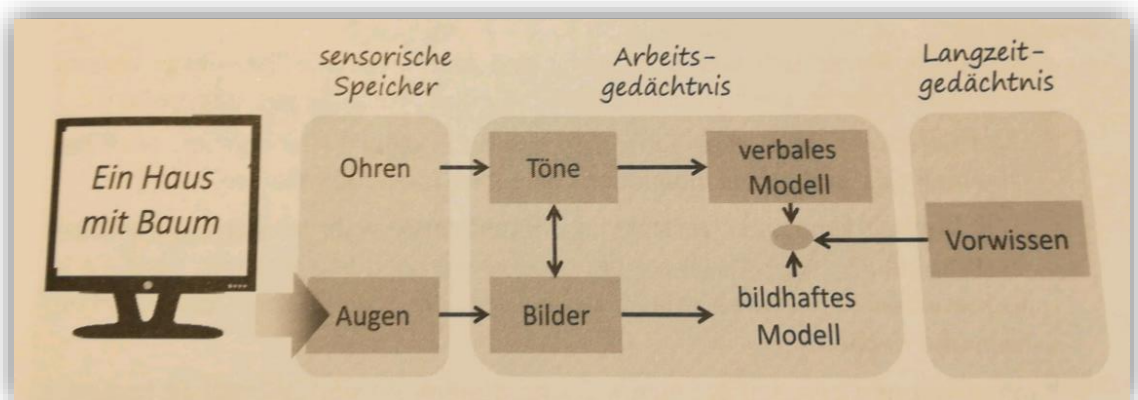 sensorische
Speicher
Arbeits-
gedächtnis
Langzeit-
gedächtnis
Ein Haus
mit Baum
Ohren
Töne
verbales
Modell
Vorwissen
Augen
Bilder
bildhaftes
Modell